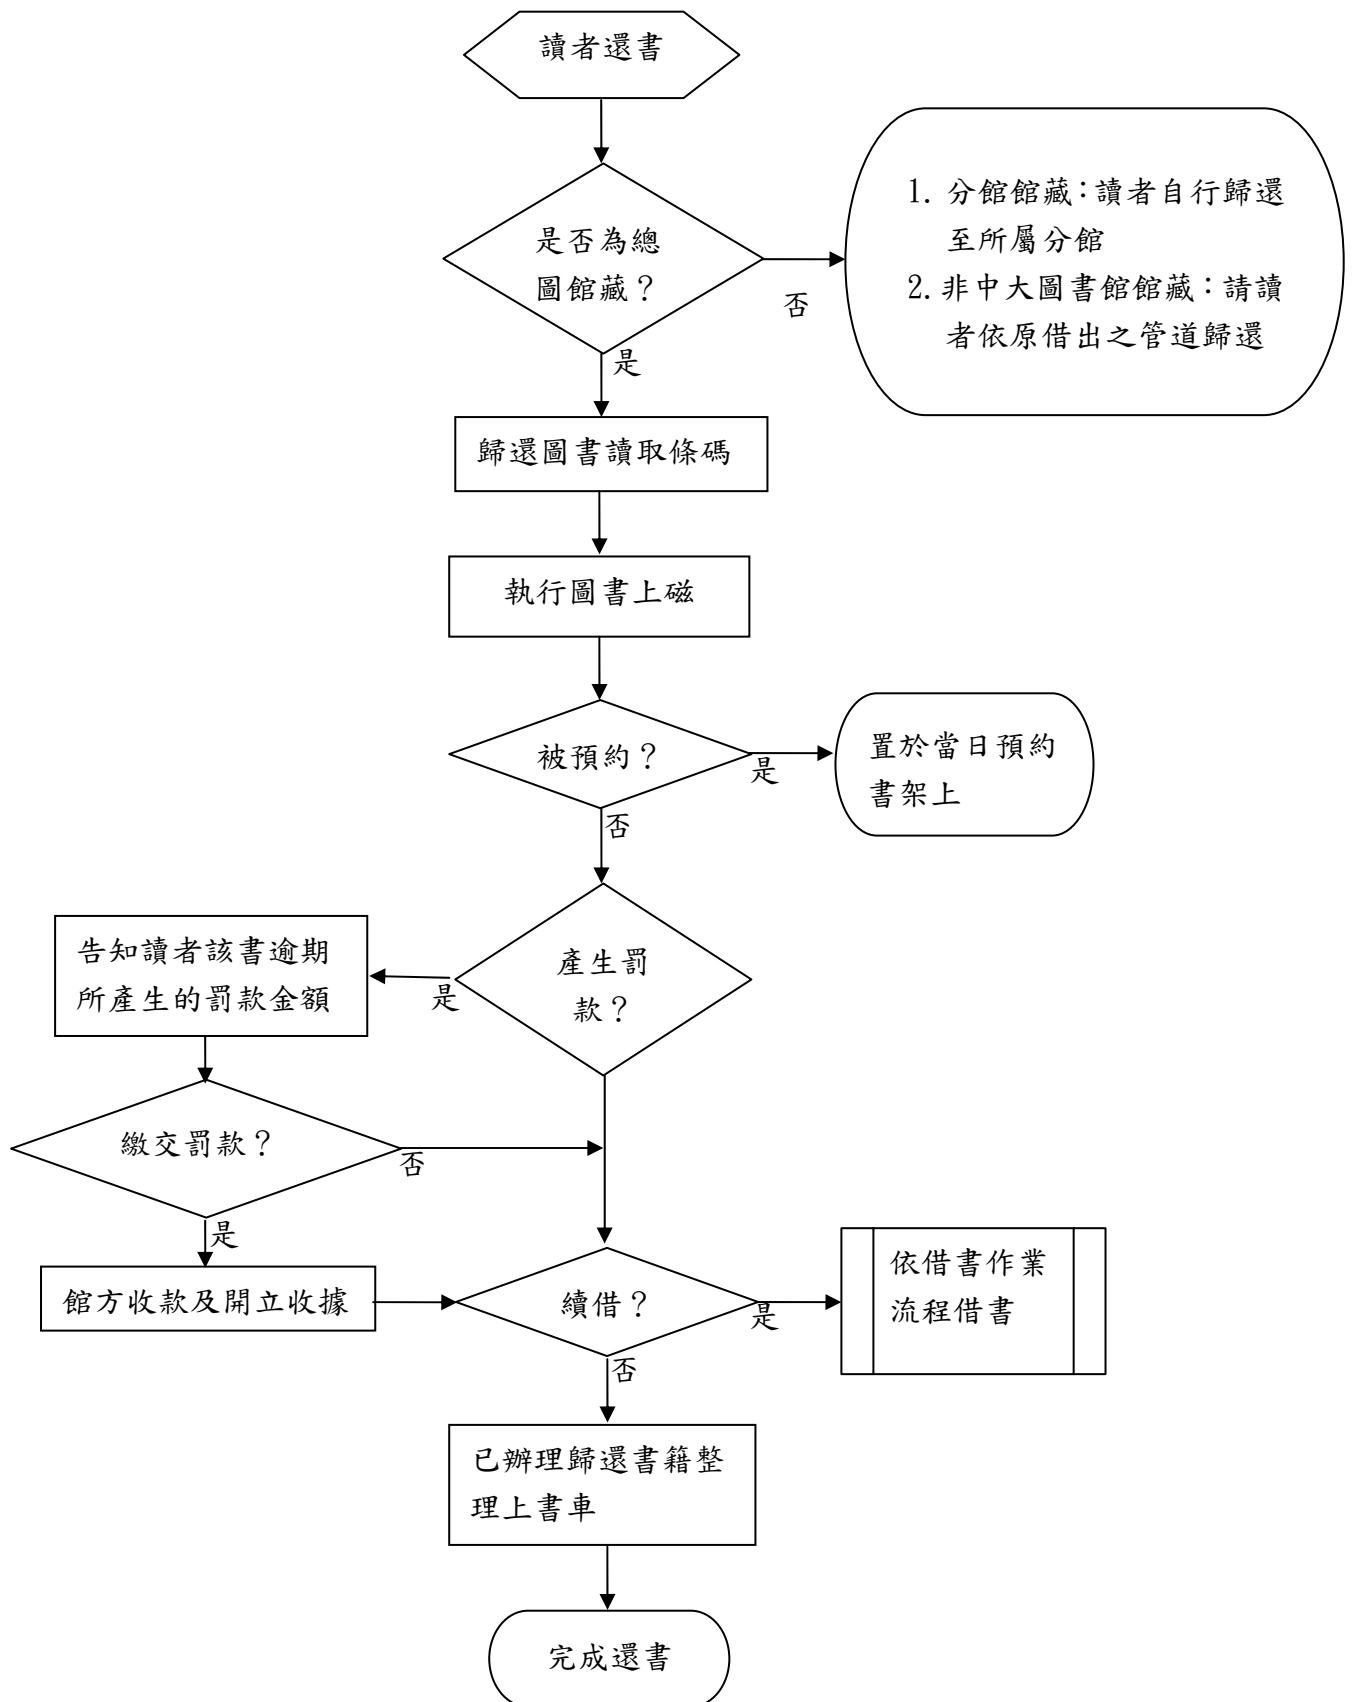 讀者還書
是否為總
圖館藏？
否
1. 分館館藏：讀者自行歸還
至所屬分館
2. 非中大圖書館館藏：請讀
者依原借出之管道歸還
是
歸還圖書讀取條碼
執行圖書上磁
被預約？
是
置於當日預約
書架上
否
產生罰
款？
是
告知讀者該書逾期
所產生的罰款金額
繳交罰款？
否
是
館方收款及開立收據
續借？
是
依借書作業
流程借書
否
已辦理歸還書籍整
理上書車
完成還書